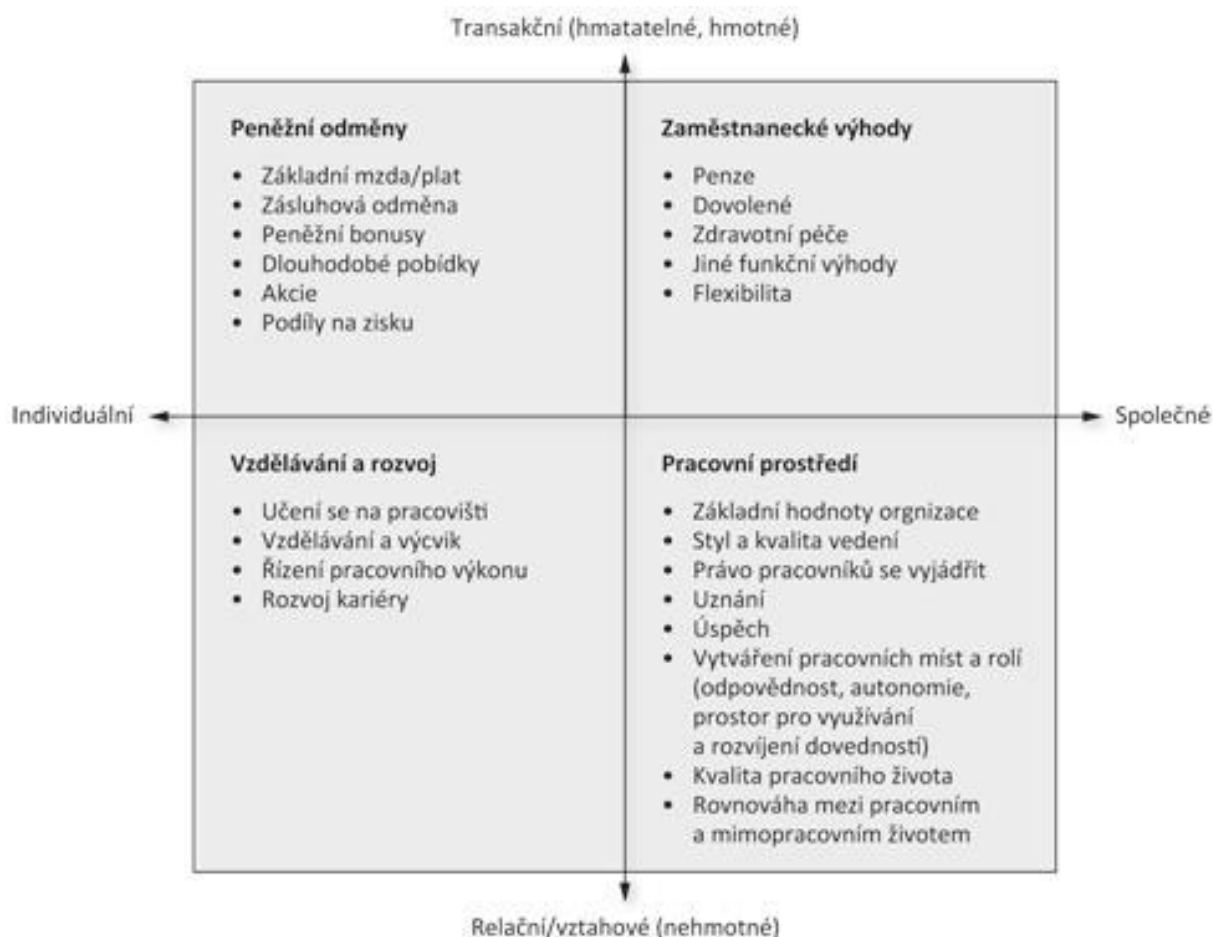 Transakční (hmatatelné, hmotné)
Peněžní odměny
• Základní mzda/plat
• Zásluhová odměna
• Peněžní bonusy
• Dlouhodobé pobídky
• Akcie
• Podíly na zisku
Zaměstnanecké výhody
• Penze
• Dovolené
• Zdravotní péče
• Jiné funkční výhody
• Flexibilita
Individuální
Společné
Vzdělávání a rozvoj
• Učení se na pracovišti
• Vzdělávání a výcvik
• Řízení pracovního výkonu
• Rozvoj kariéry
Pracovní prostředí
• Základní hodnoty orgnizace
• Styl a kvalita vedení
• Právo pracovníků se vyjádřit
• Uznání
• Úspěch
• Vytváření pracovních míst a rolí
(odpovědnost, autonomie,
prostor pro využívání
a rozvíjení dovedností)
• Kvalita pracovního života
• Rovnováha mezi pracovním
a mimopracovním životem
Relační/vztahové (nehmotné)